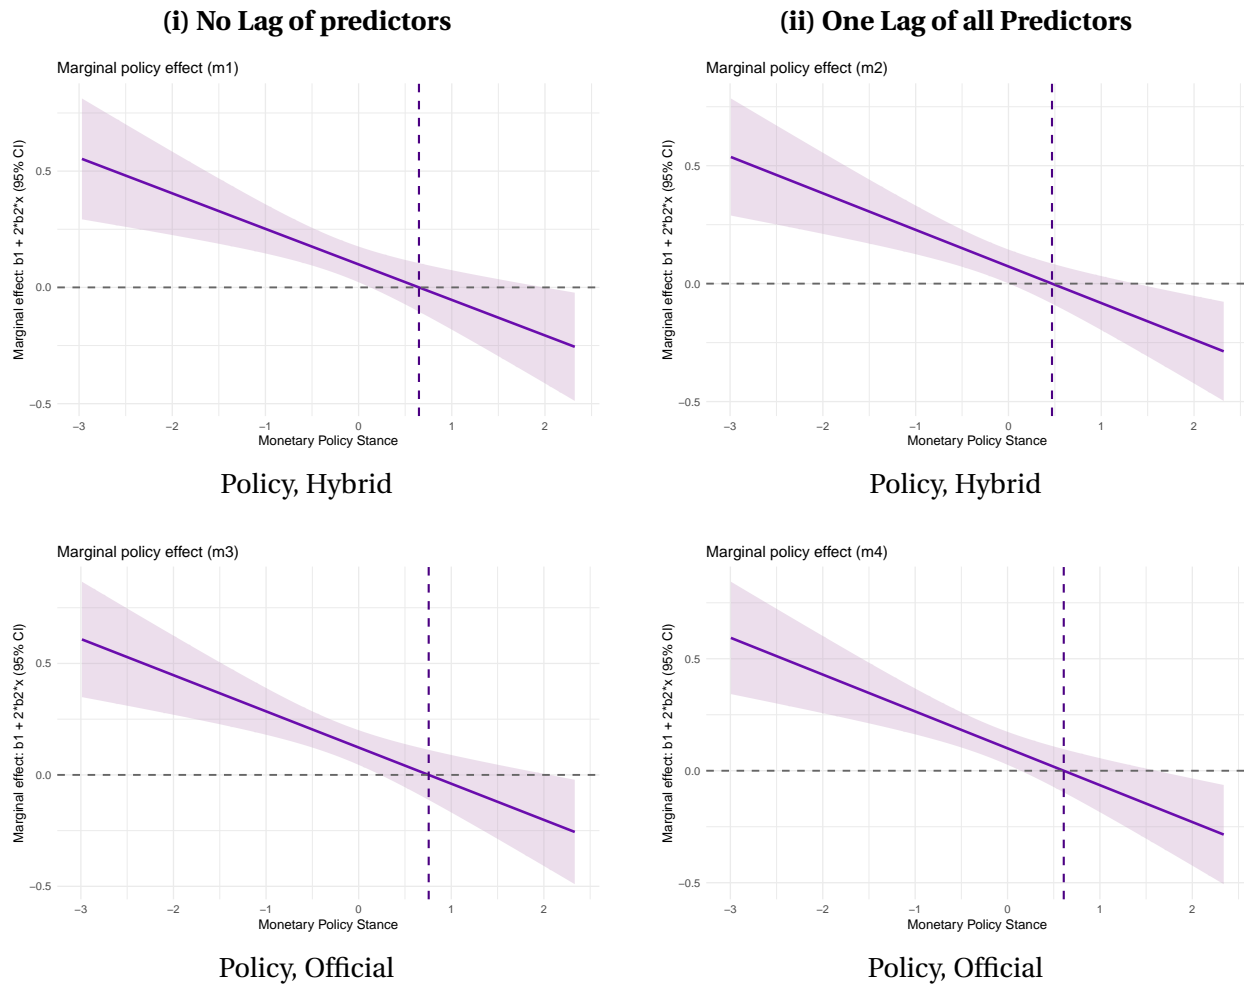 (i) No Lag of predictors
(ii) One Lag of all Predictors
Marginal policy effect (m1)
Marginal effect: b1 + 2*b2*x (95% CI)
0.5
0.0
−0.5
−3 −2 −1 0 1 2
Monetary Policy Stance
Policy, Hybrid
Marginal policy effect (m2)
Marginal effect: b1 + 2*b2*x (95% CI)
0.5
0.0
−0.5
−3 −2 −1 0 1 2
Monetary Policy Stance
Policy, Hybrid
Marginal policy effect (m3)
Marginal effect: b1 + 2*b2*x (95% CI)
0.5
0.0
−0.5
−3 −2 −1 0 1 2
Monetary Policy Stance
Policy, Official
Marginal policy effect (m4)
Marginal effect: b1 + 2*b2*x (95% CI)
0.5
0.0
−0.5
−3 −2 −1 0 1 2
Monetary Policy Stance
Policy, Official